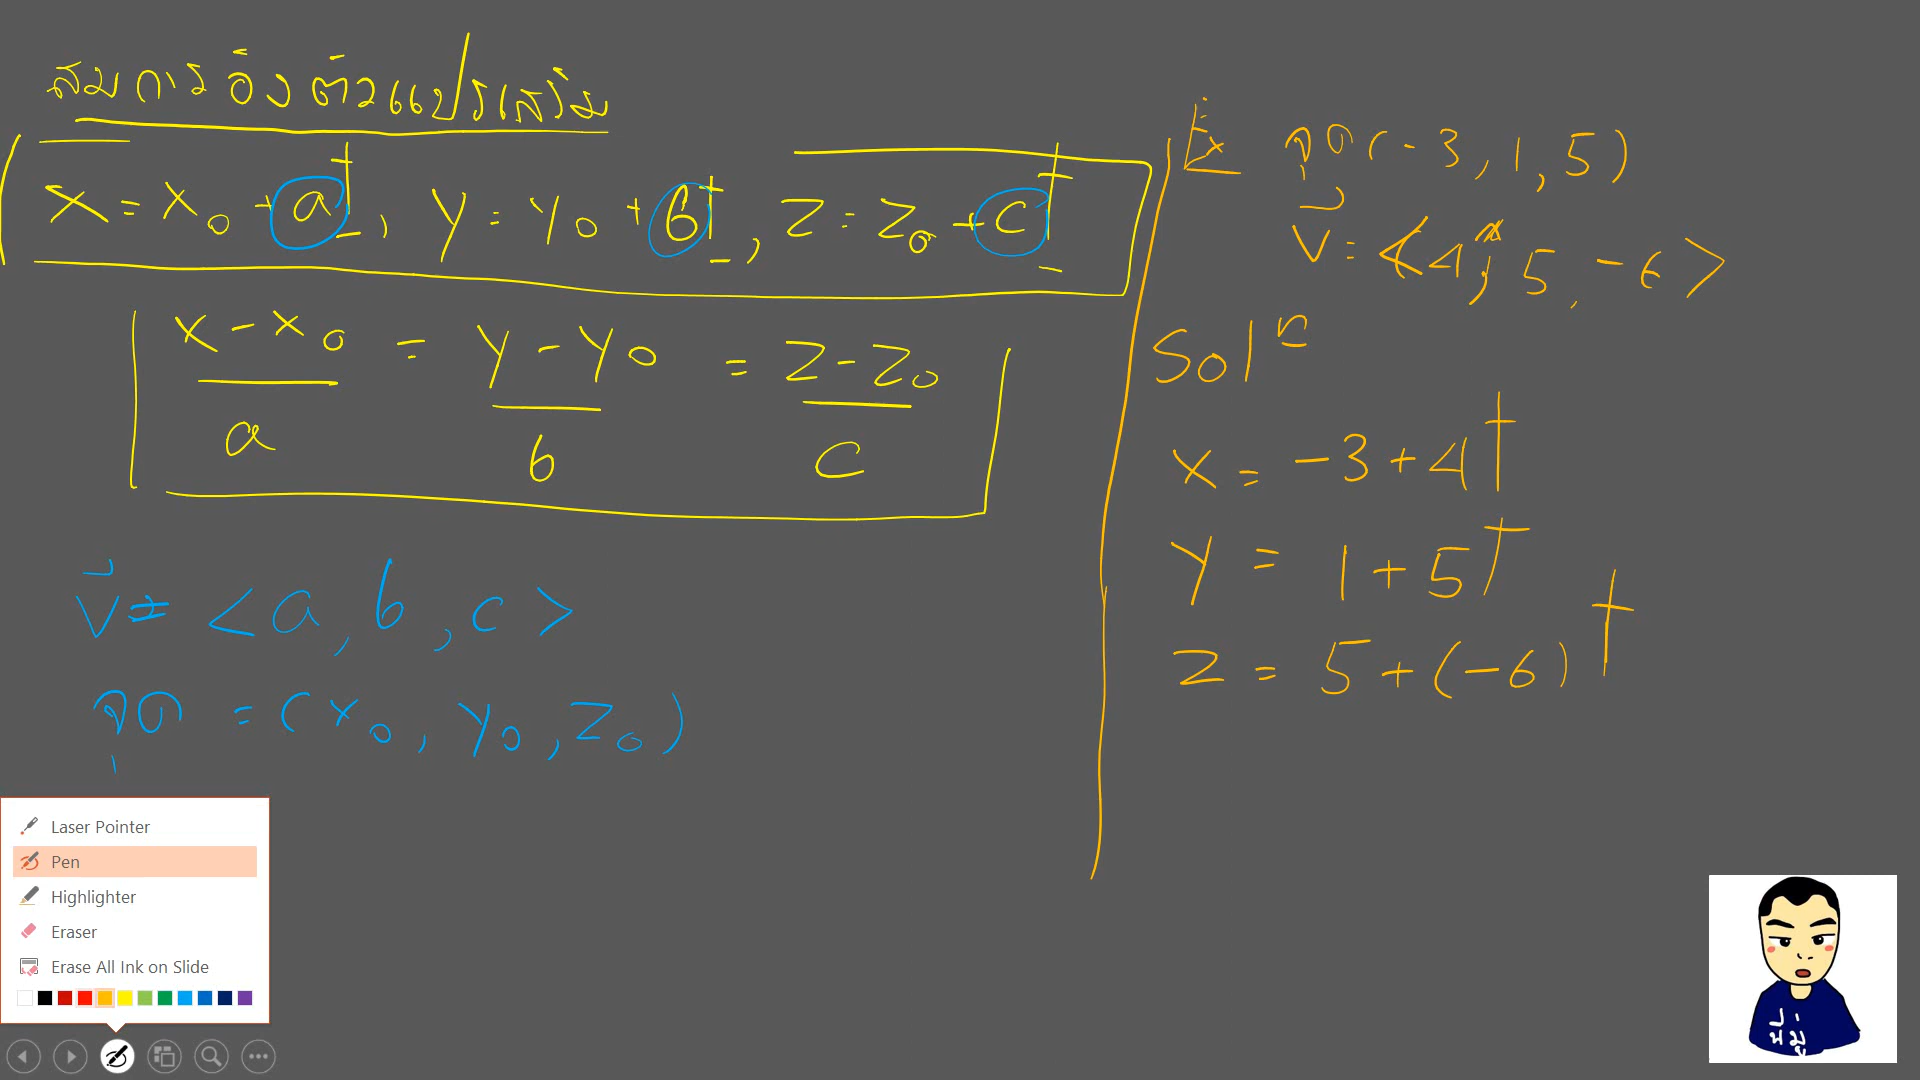 สมการอิงตัวแปรเสริม
x = x₀ + at, y = y₀ + bt, z = z₀ + ct
x - x₀ / a = y - y₀ / b = z - z₀ / c
v⃗ = <a, b, c>
จุด = (x₀, y₀, z₀)
Ex จุด (-3, 1, 5)
v⃗ = <4, 5, -6>
Solⁿ
x = -3 + 4t
y = 1 + 5t
z = 5 + (-6)t
Laser Pointer
Pen
Highlighter
Eraser
Erase All Ink on Slide